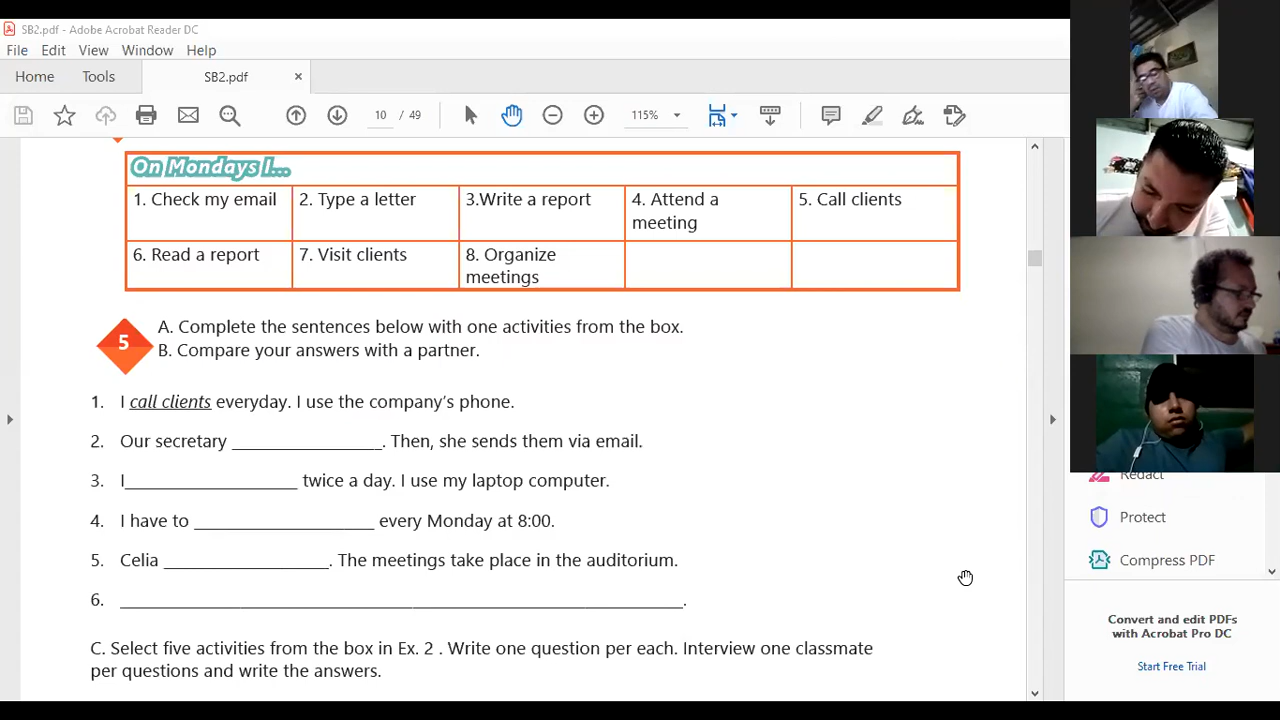 SB2.pdf - Adobe Acrobat Reader DC
File Edit View Window Help
Home Tools SB2.pdf ×
10 / 49 115%
On Mondays I...
1. Check my email 2. Type a letter 3.Write a report 4. Attend a meeting 5. Call clients
6. Read a report 7. Visit clients 8. Organize meetings
5
A. Complete the sentences below with one activities from the box.
B. Compare your answers with a partner.
1. I call clients everyday. I use the company's phone.
2. Our secretary ________________. Then, she sends them via email.
3. I__________________ twice a day. I use my laptop computer.
4. I have to ___________________ every Monday at 8:00.
5. Celia _________________. The meetings take place in the auditorium.
6. ____________________________________________________________.
C. Select five activities from the box in Ex. 2 . Write one question per each. Interview one classmate
per questions and write the answers.
Redact
Protect
Compress PDF
Convert and edit PDFs
with Acrobat Pro DC
Start Free Trial